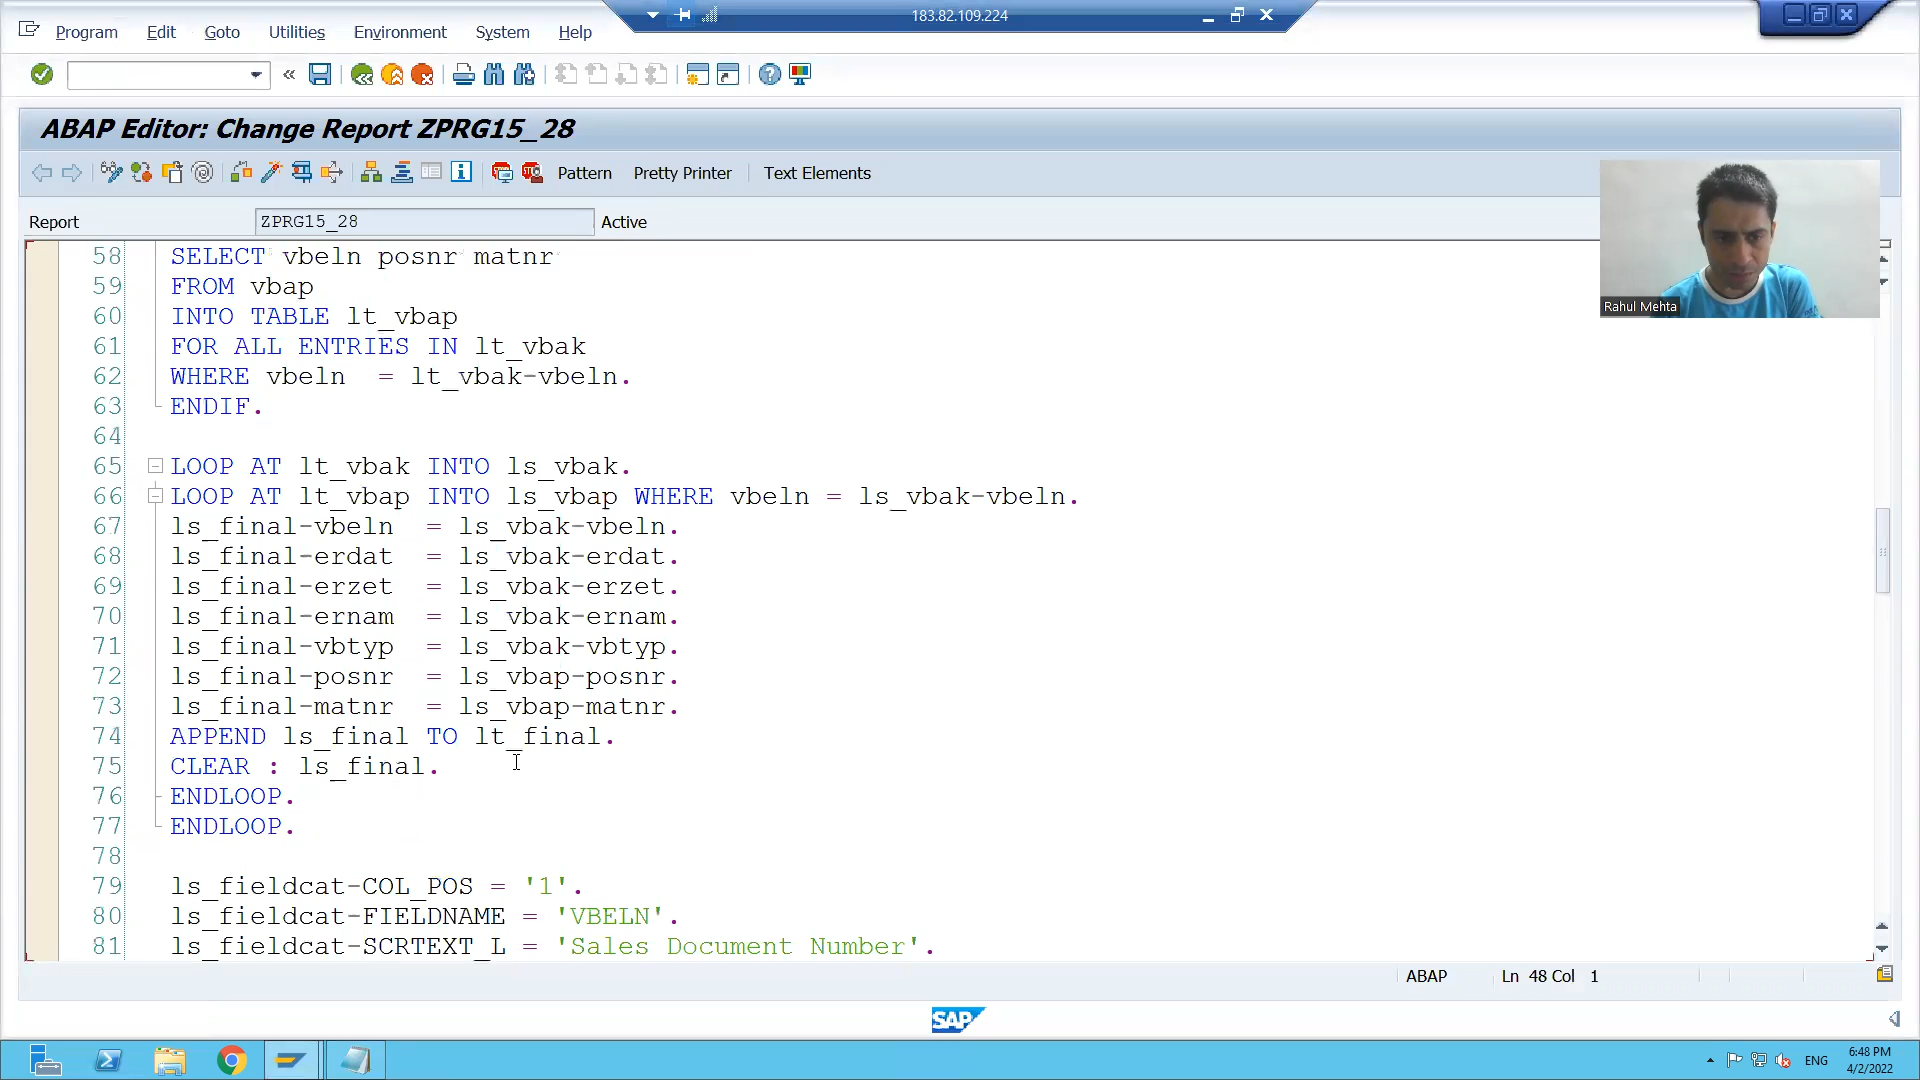 183.82.109.224
Program Edit Goto Utilities Environment System Help
ABAP Editor: Change Report ZPRG15_28
Pattern Pretty Printer Text Elements
Report ZPRG15_28 Active
58 SELECT vbeln posnr matnr
59 FROM vbap
60 INTO TABLE lt_vbap
61 FOR ALL ENTRIES IN lt_vbak
62 WHERE vbeln  = lt_vbak-vbeln.
63 ENDIF.
64
65 LOOP AT lt_vbak INTO ls_vbak.
66 LOOP AT lt_vbap INTO ls_vbap WHERE vbeln = ls_vbak-vbeln.
67 ls_final-vbeln  = ls_vbak-vbeln.
68 ls_final-erdat  = ls_vbak-erdat.
69 ls_final-erzet  = ls_vbak-erzet.
70 ls_final-ernam  = ls_vbak-ernam.
71 ls_final-vbtyp  = ls_vbak-vbtyp.
72 ls_final-posnr  = ls_vbap-posnr.
73 ls_final-matnr  = ls_vbap-matnr.
74 APPEND ls_final TO lt_final.
75 CLEAR : ls_final.
76 ENDLOOP.
77 ENDLOOP.
78
79 ls_fieldcat-COL_POS = '1'.
80 ls_fieldcat-FIELDNAME = 'VBELN'.
81 ls_fieldcat-SCRTEXT_L = 'Sales Document Number'.
Rahul Mehta
ABAP Ln 48 Col 1
SAP
ENG
6:48 PM
4/2/2022